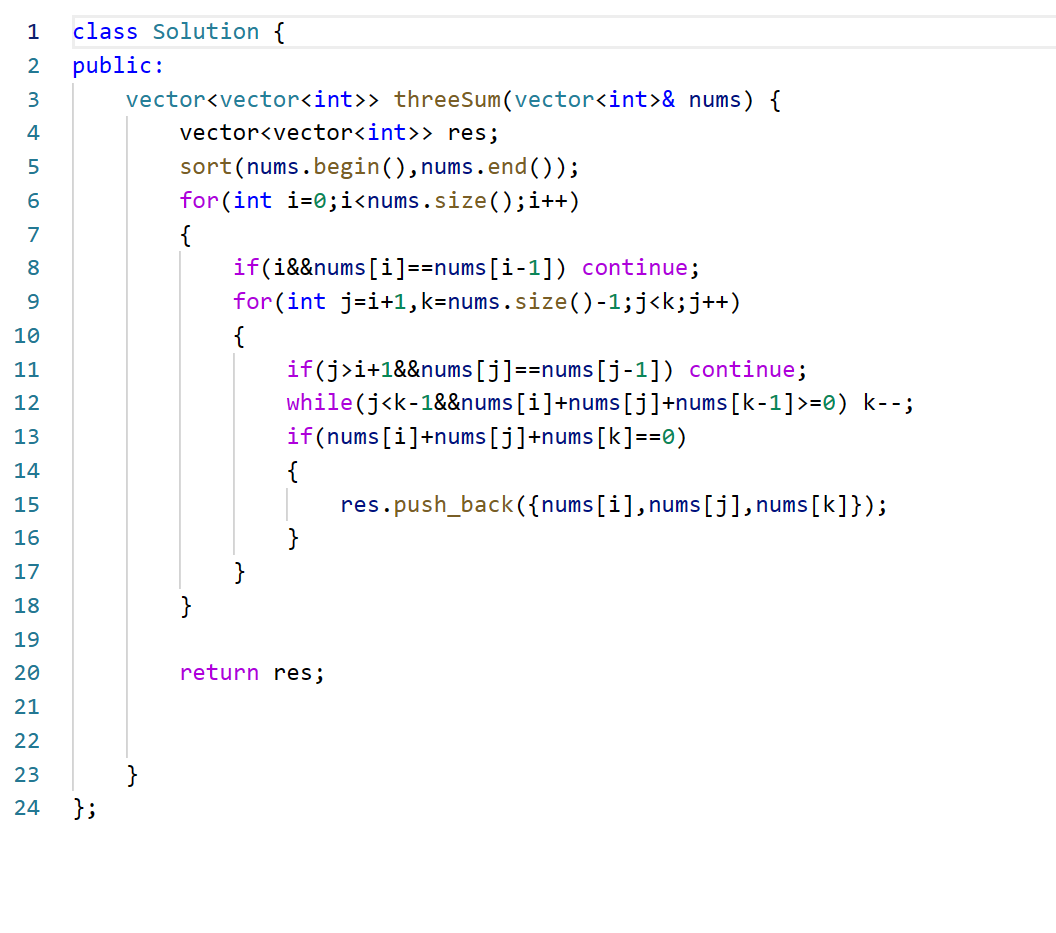 1 class Solution {
2 public:
3     vector<vector<int>> threeSum(vector<int>& nums) {
4         vector<vector<int>> res;
5         sort(nums.begin(),nums.end());
6         for(int i=0;i<nums.size();i++)
7         {
8             if(i&&nums[i]==nums[i-1]) continue;
9             for(int j=i+1,k=nums.size()-1;j<k;j++)
10             {
11                 if(j>i+1&&nums[j]==nums[j-1]) continue;
12                 while(j<k-1&&nums[i]+nums[j]+nums[k-1]>=0) k--;
13                 if(nums[i]+nums[j]+nums[k]==0)
14                 {
15                     res.push_back({nums[i],nums[j],nums[k]});
16                 }
17             }
18         }
19
20         return res;
21
22
23     }
24 };